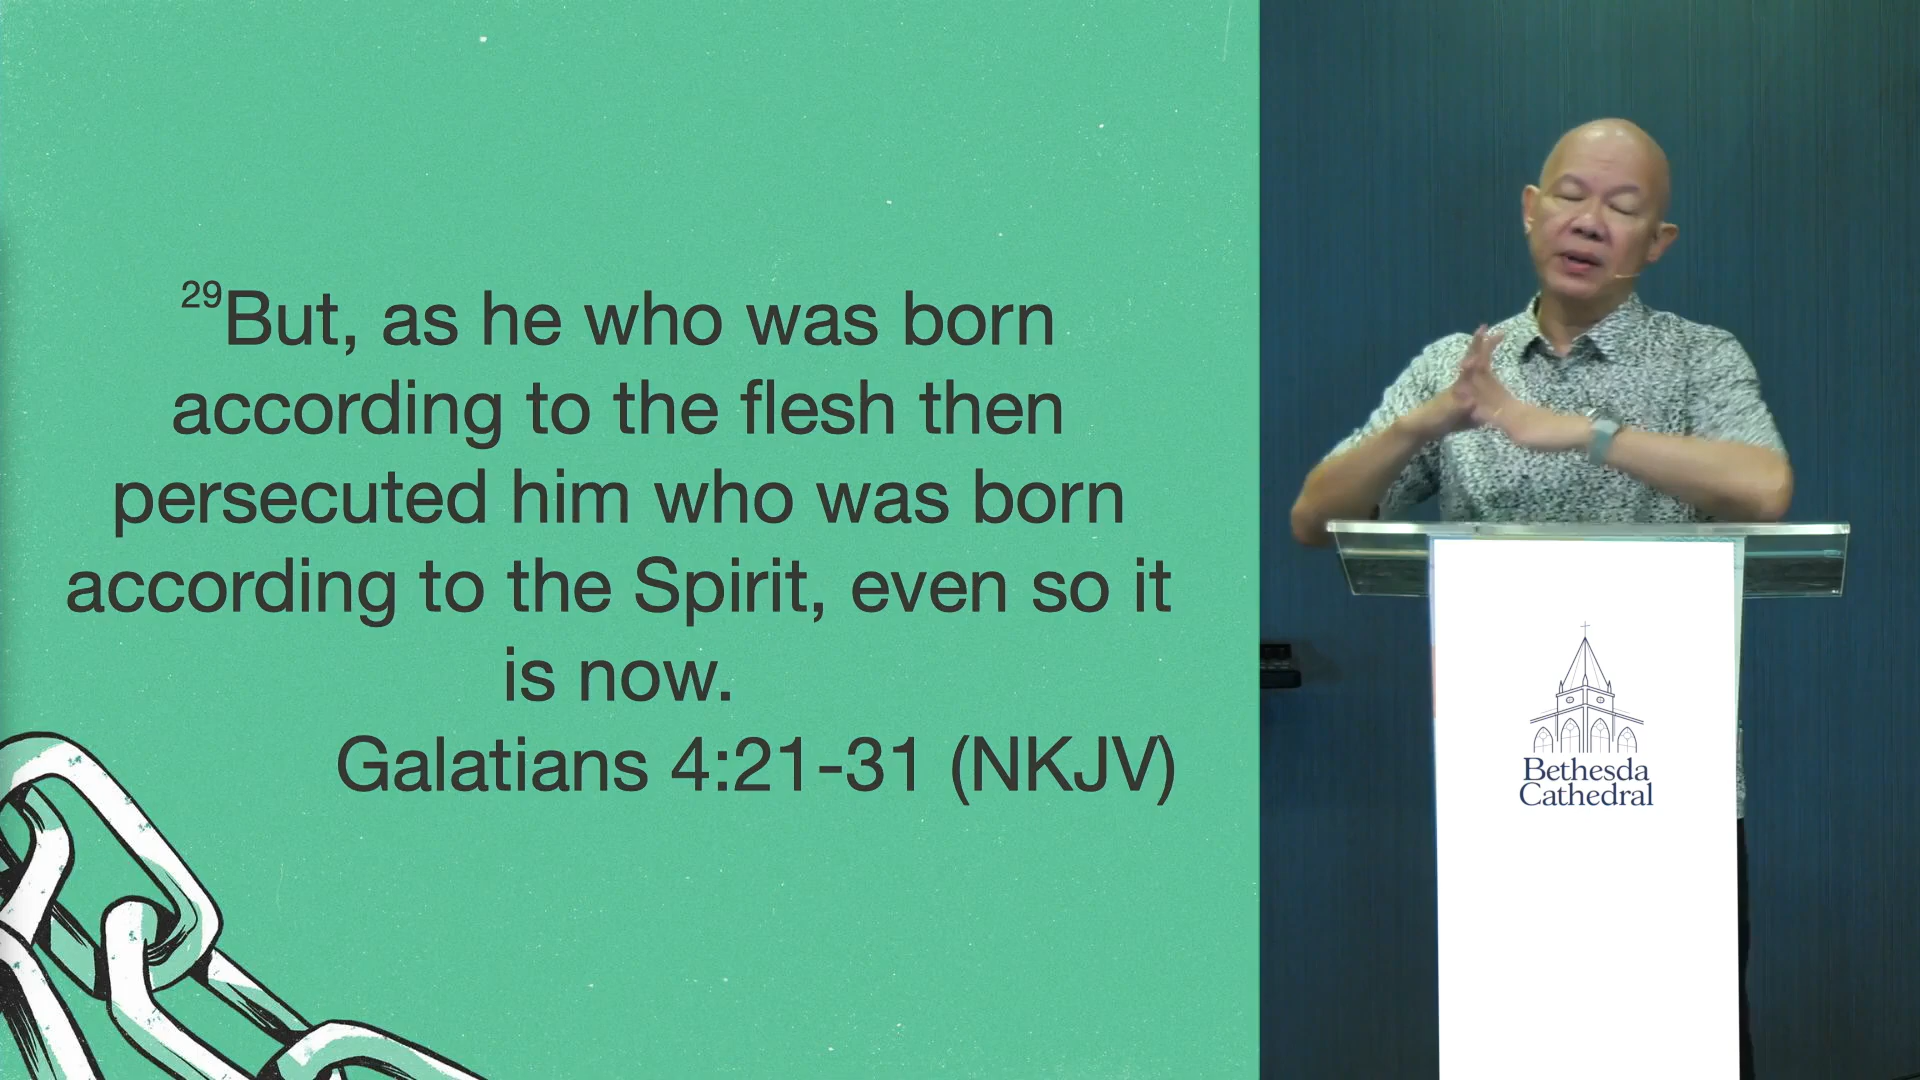 29But, as he who was born
according to the flesh then
persecuted him who was born
according to the Spirit, even so it
is now.
Galatians 4:21-31 (NKJV)
Bethesda
Cathedral